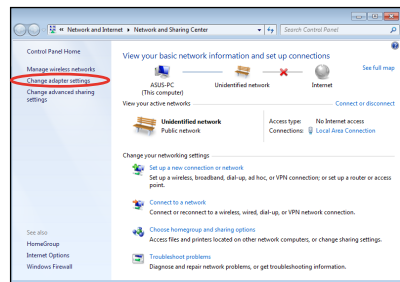 Network and Internet
Network and Sharing Center
Search Control Panel
Control Panel Home
Manage wireless networks
Change adapter settings
Change advanced sharing
settings
View your basic network information and set up connections
See full map
ASUS-PC
(This computer)
Unidentified network
Internet
View your active networks
Connect or disconnect
Unidentified network
Public network
Access type: No Internet access
Connections: Local Area Connection
Change your networking settings
Set up a new connection or network
Set up a wireless, broadband, dial-up, ad hoc, or VPN connection; or set up a router or access
point.
Connect to a network
Connect or reconnect to a wireless, wired, dial-up, or VPN network connection.
Choose homegroup and sharing options
Access files and printers located on other network computers, or change sharing settings.
Troubleshoot problems
Diagnose and repair network problems, or get troubleshooting information.
See also
HomeGroup
Internet Options
Windows Firewall